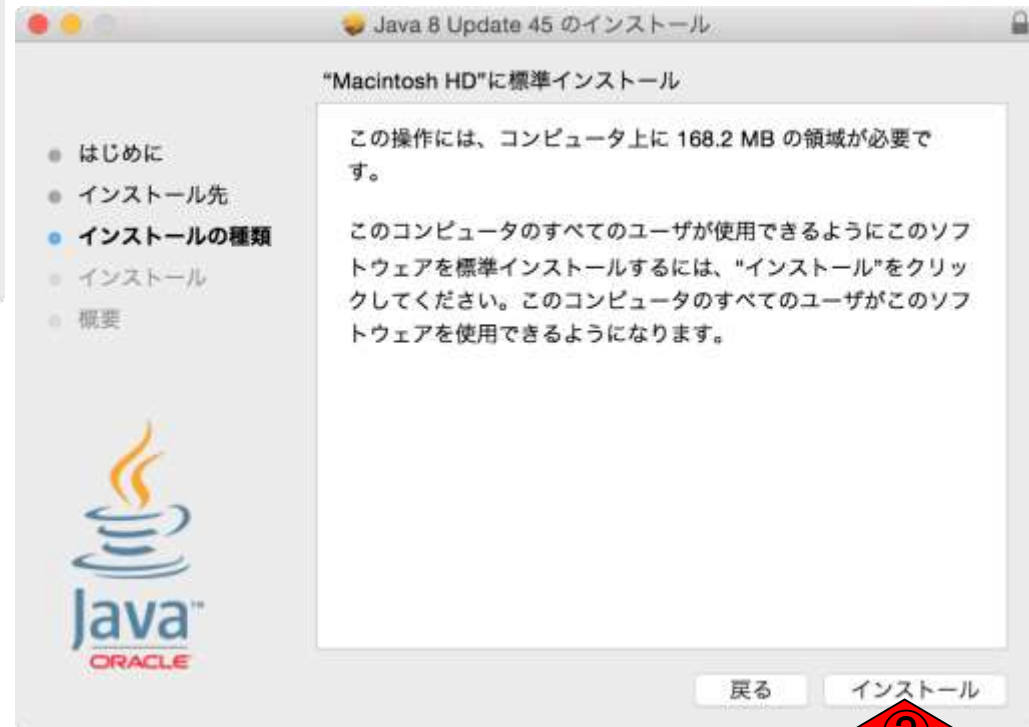 Java 8 Update 45 のインストール
“Macintosh HD”に標準インストール
はじめに
インストール先
インストールの種類
インストール
概要
この操作には、コンピュータ上に 168.2 MB の領域が必要で
す。
このコンピュータのすべてのユーザが使用できるようにこのソフ
トウェアを標準インストールするには、“インストール”をクリッ
クしてください。このコンピュータのすべてのユーザがこのソフ
トウェアを使用できるようになります。
Java™
ORACLE
戻る
インストール
②